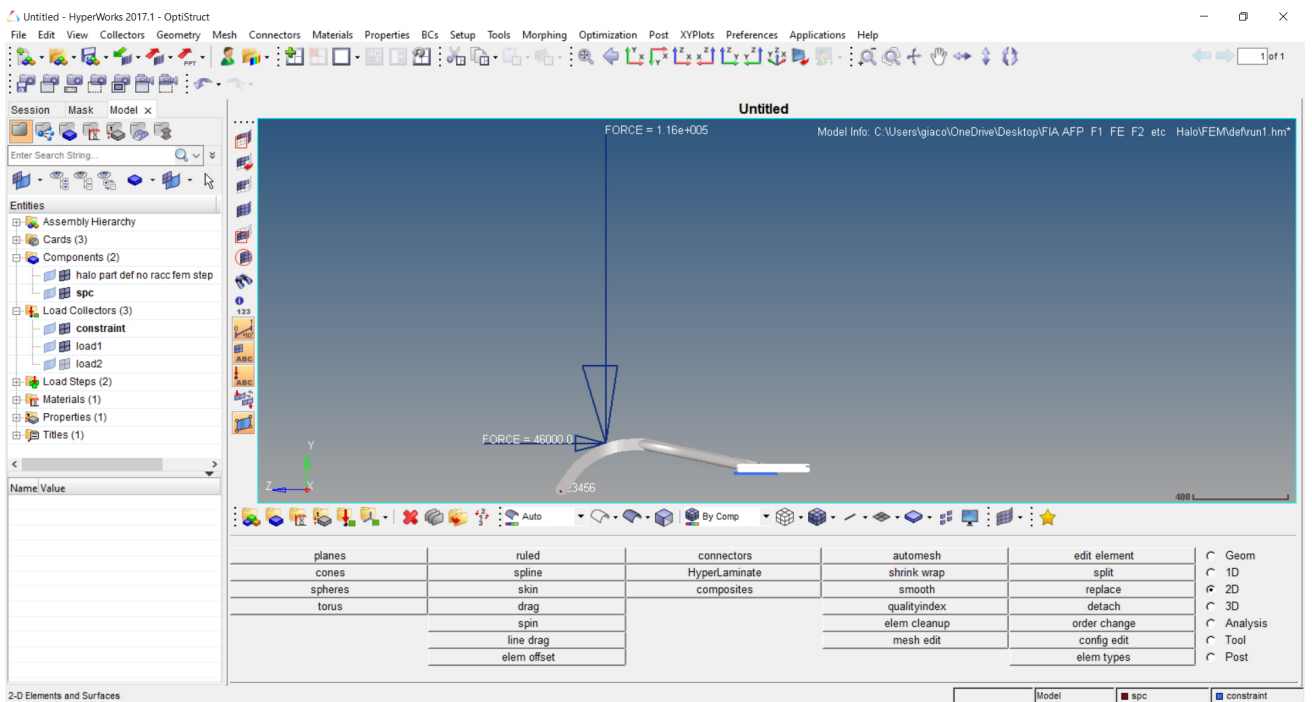 Untitled - HyperWorks 2017.1 - OptiStruct
File Edit View Collectors Geometry Mesh Connectors Materials Properties BCs Setup Tools Morphing Optimization Post XYPlots Preferences Applications Help
1 of 1
Session Mask Model
Untitled
Enter Search String...
FORCE = 1.16e+005
Model Info: C:\Users\giaco\OneDrive\Desktop\FIA AFP F1 FE F2 etc Halo\FEM\def\run1.hm*
Entities
Assembly Hierarchy
Cards (3)
Components (2)
halo part def no racc fem step
spc
Load Collectors (3)
constraint
load1
load2
Load Steps (2)
Materials (1)
Properties (1)
Titles (1)
123
ABC
ABC
FORCE = 46000.0
Y
Z X
3456
400
Name Value
Auto By Comp
planes ruled connectors automesh edit element Geom
cones spline HyperLaminate shrink wrap split 1D
spheres skin composites smooth replace 2D
torus drag qualityindex detach 3D
spin elem cleanup order change Analysis
line drag mesh edit config edit Tool
elem offset elem types Post
2-D Elements and Surfaces
Model spc constraint